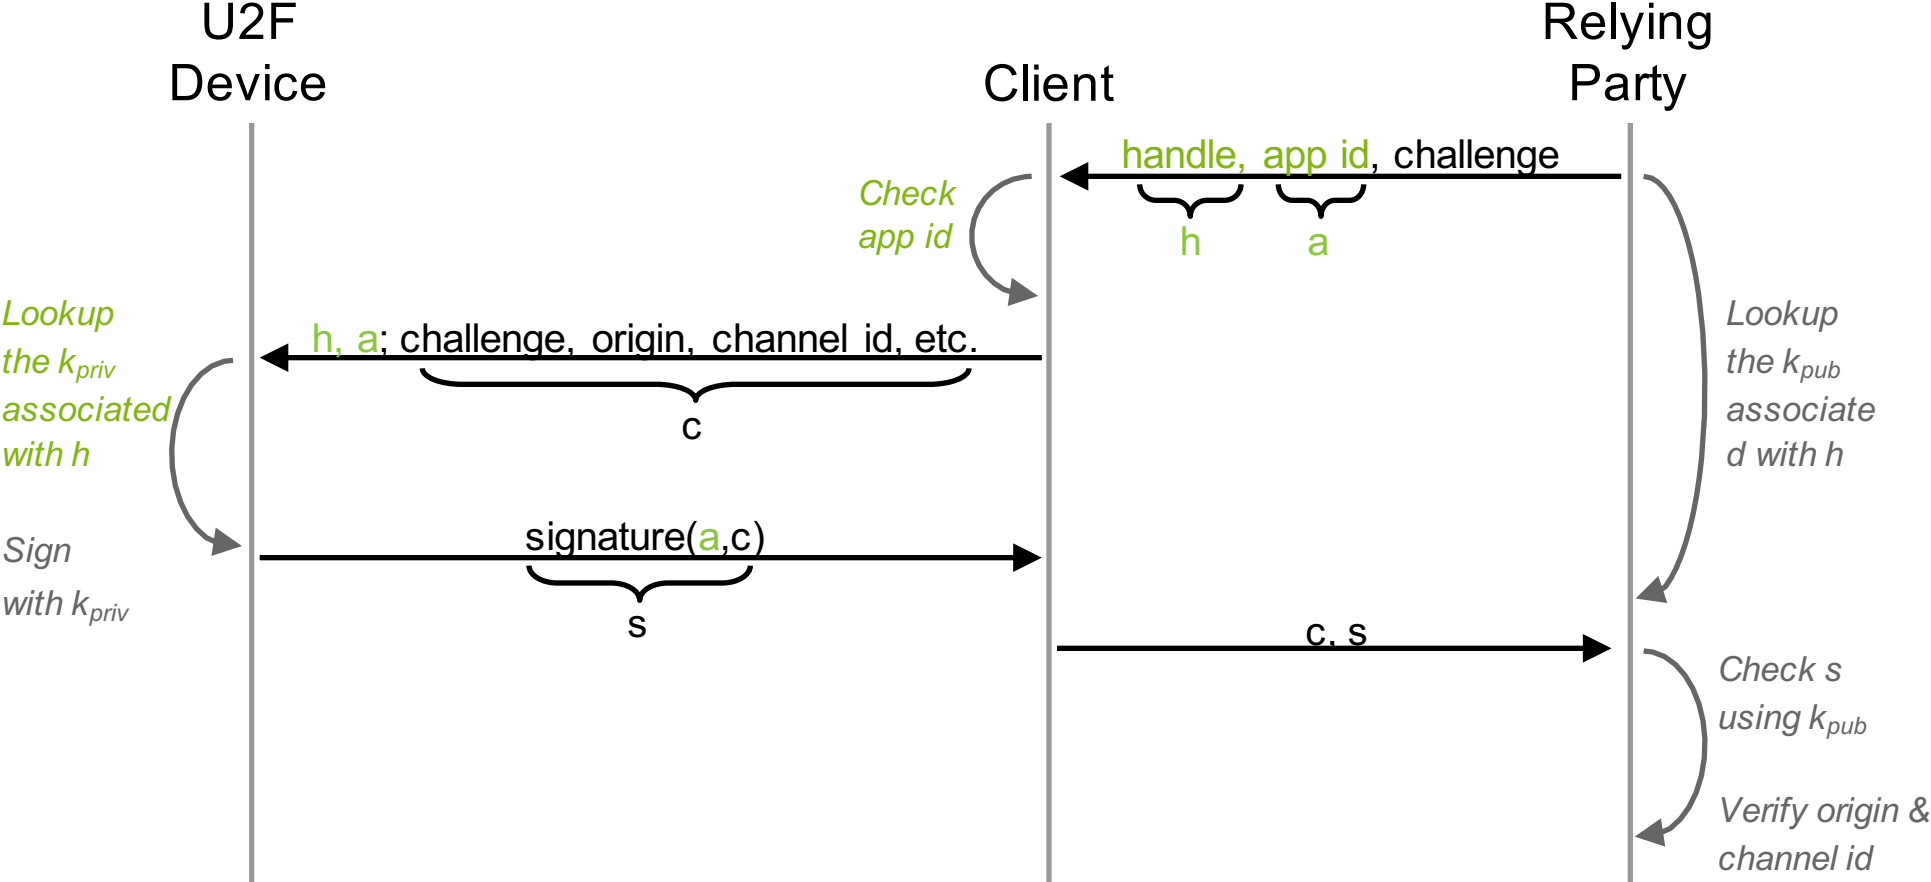 U2F
Device
Client
Relying
Party
handle, app id, challenge
h
a
Check
app id
h, a; challenge, origin, channel id, etc.
c
Lookup
the kpriv
associated
with h
Lookup
the kpub
associate
d with h
signature(a,c)
s
Sign
with kpriv
c, s
Check s
using kpub
Verify origin &
channel id